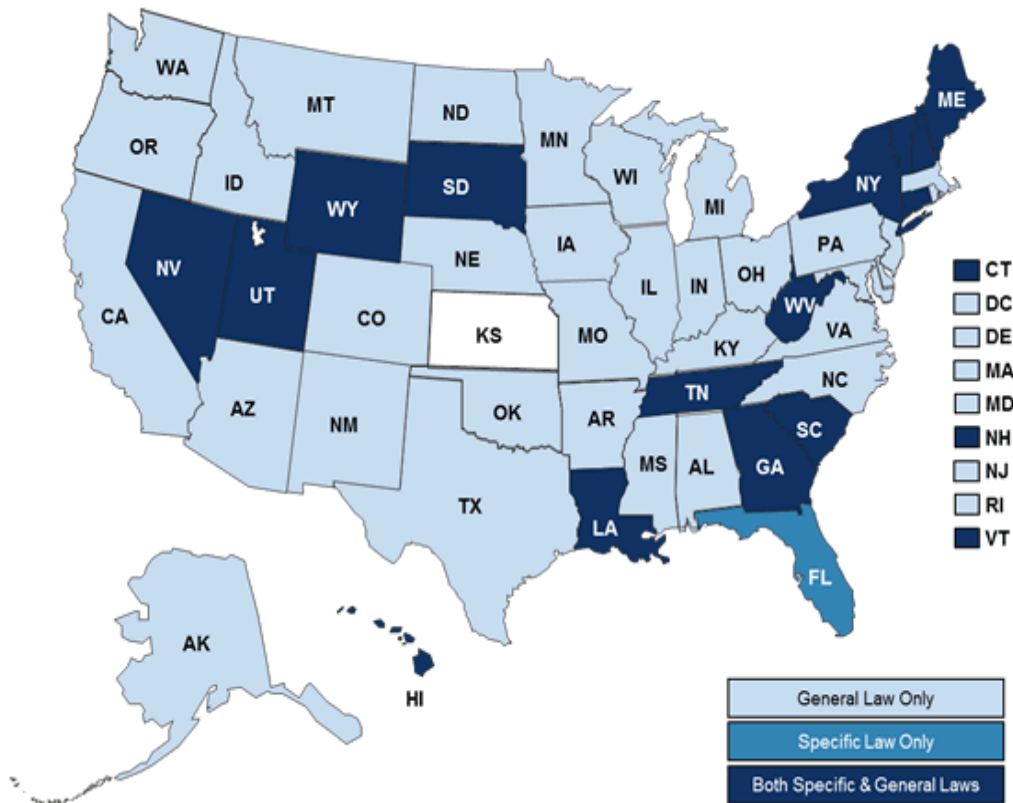 WA
MT
ND
MN
ME
OR
ID
WY
SD
WI
MI
NY
NV
UT
CA
CO
NE
IA
IL
IN
OH
PA
KS
MO
KY
WV
VA
AZ
NM
OK
AR
TN
NC
SC
TX
LA
MS
AL
GA
FL
AK
HI
CT
DC
DE
MA
MD
NH
NJ
RI
VT
General Law Only
Specific Law Only
Both Specific & General Laws